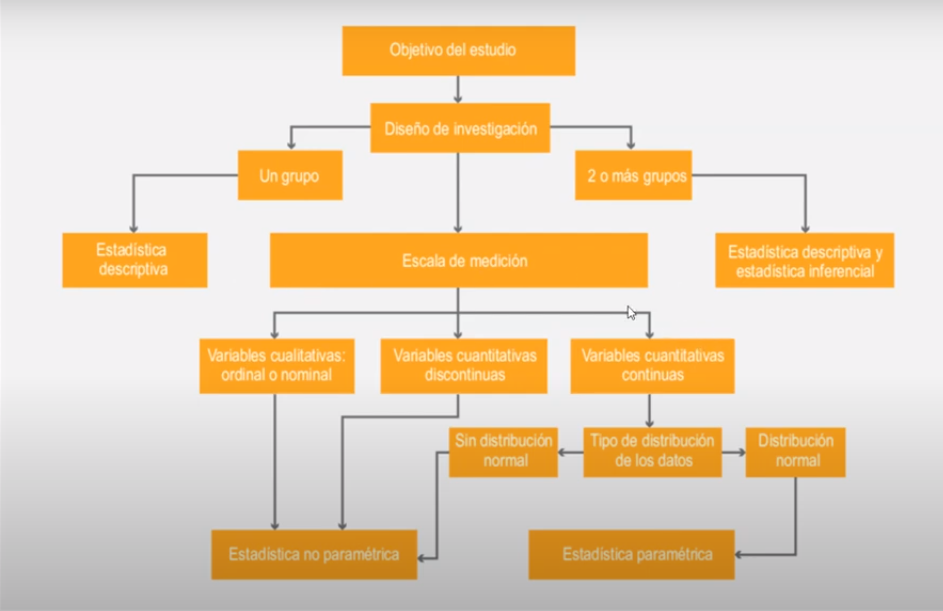 Objetivo del estudio
Diseño de investigación
Un grupo
2 o más grupos
Estadística
descriptiva
Escala de medición
Estadística descriptiva y
estadística inferencial
Variables cualitativas:
ordinal o nominal
Variables cuantitativas
discontinuas
Variables cuantitativas
continuas
Sin distribución
normal
Tipo de distribución
de los datos
Distribución
normal
Estadística no paramétrica
Estadística paramétrica